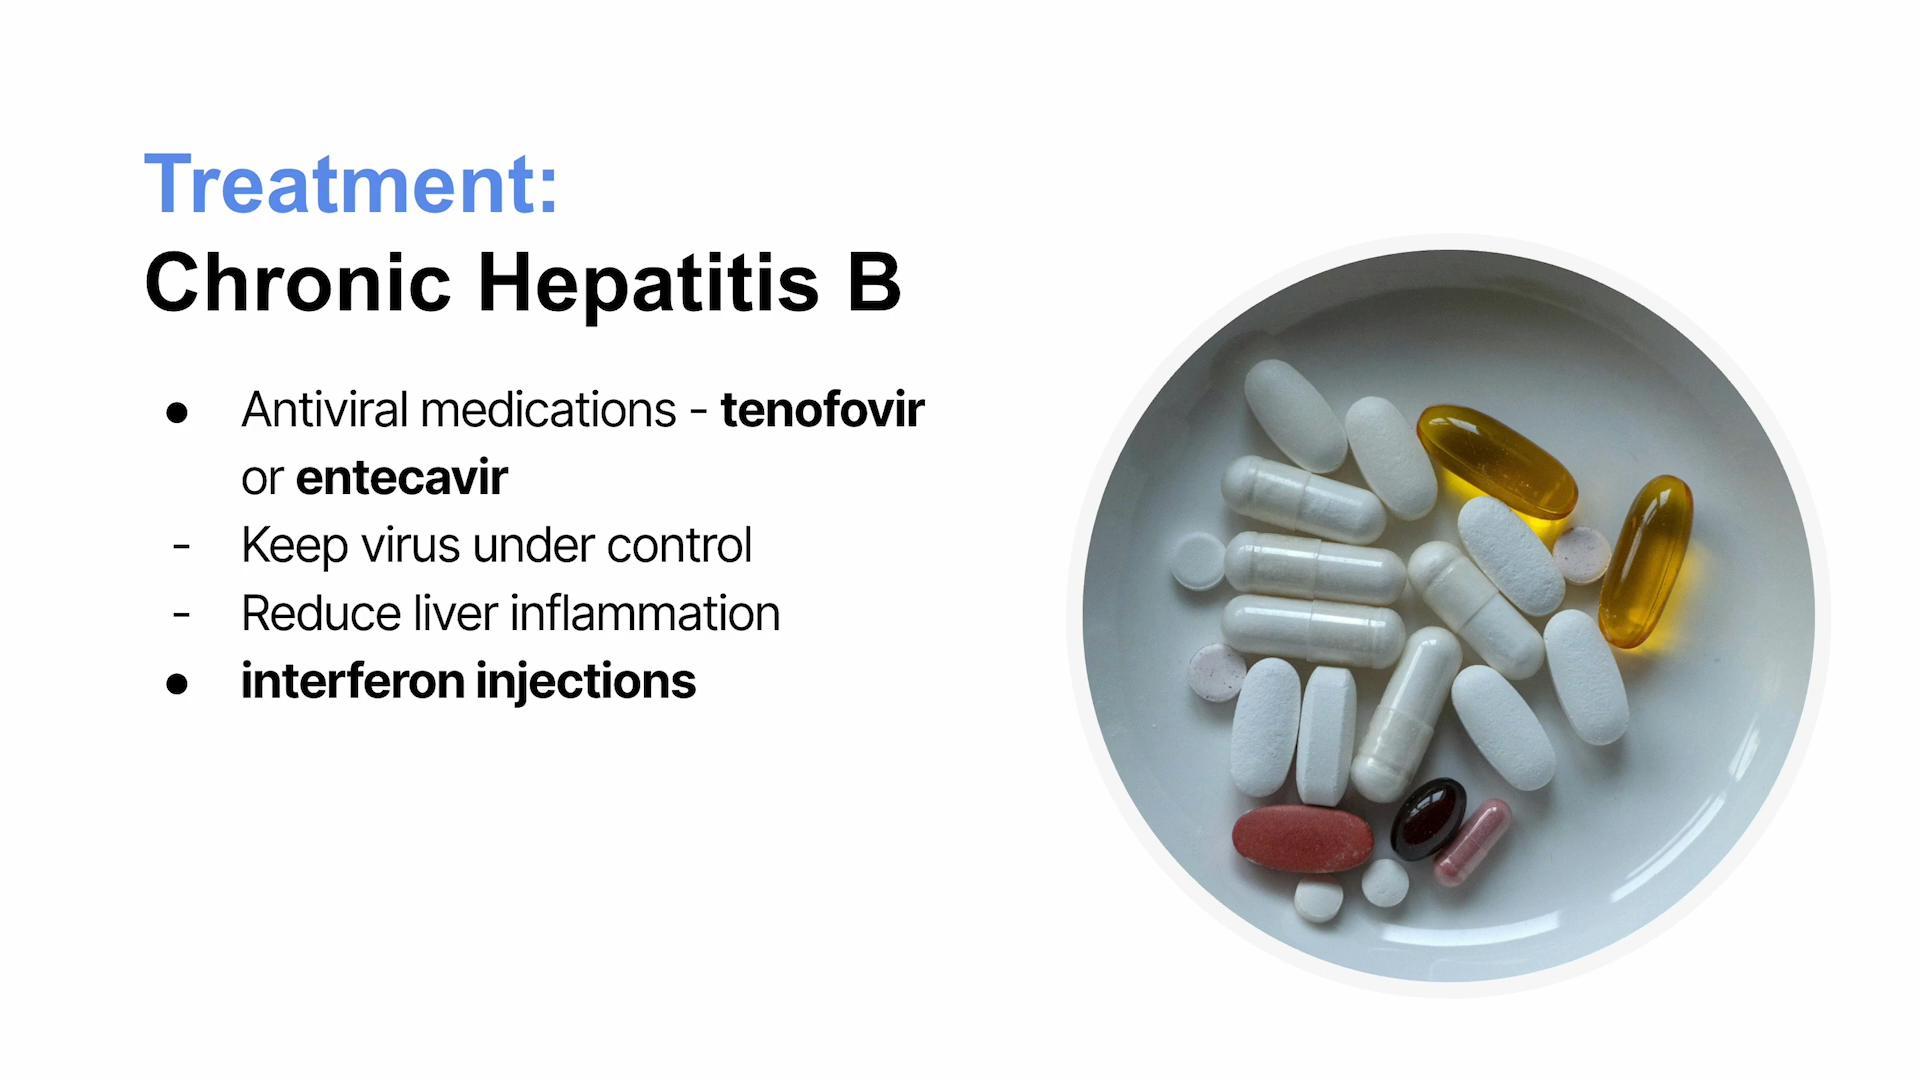 Treatment:
Chronic Hepatitis B
● Antiviral medications - tenofovir
or entecavir
- Keep virus under control
- Reduce liver inflammation
● interferon injections